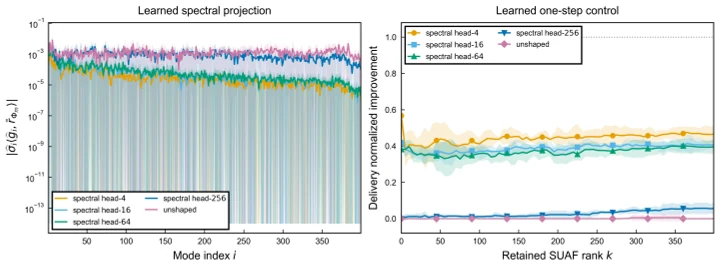 Learned spectral projection
10⁻¹
10⁻³
10⁻⁵
10⁻⁷
10⁻⁹
10⁻¹¹
10⁻¹³
spectral head-4
spectral head-16
spectral head-64
spectral head-256
unshaped
50 100 150 200 250 300 350
Mode index i
Learned one-step control
Delivery normalized improvement
1.0
0.8
0.6
0.4
0.2
0.0
spectral head-4
spectral head-16
spectral head-64
spectral head-256
unshaped
0 50 100 150 200 250 300 350
Retained SUAF rank k